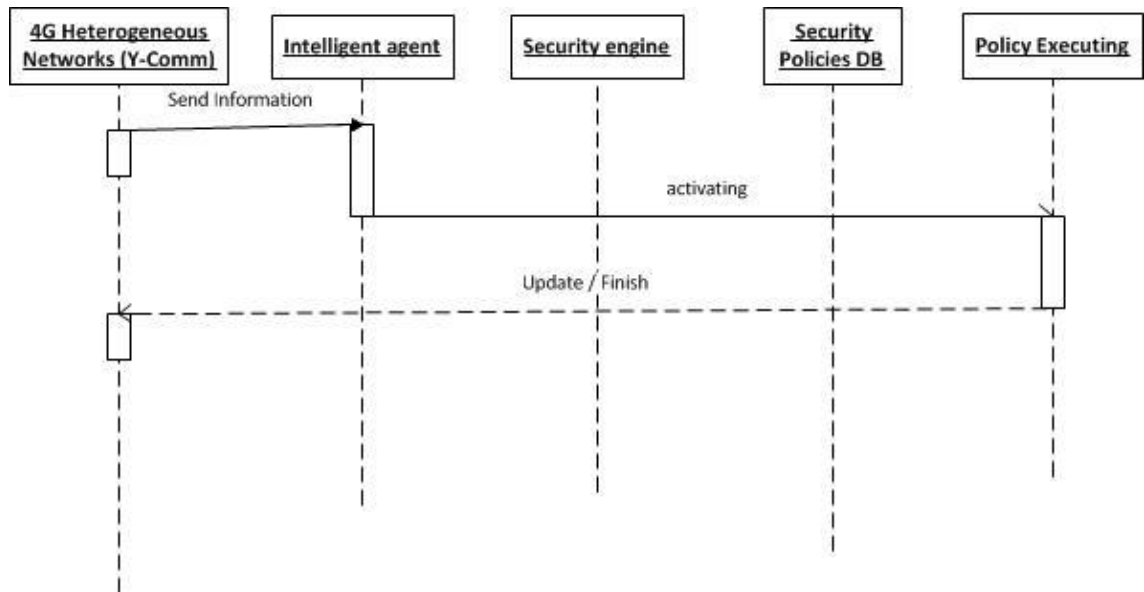 4G Heterogeneous
Networks (Y-Comm)
Intelligent agent
Security engine
Security
Policies DB
Policy Executing
Send Information
activating
Update / Finish